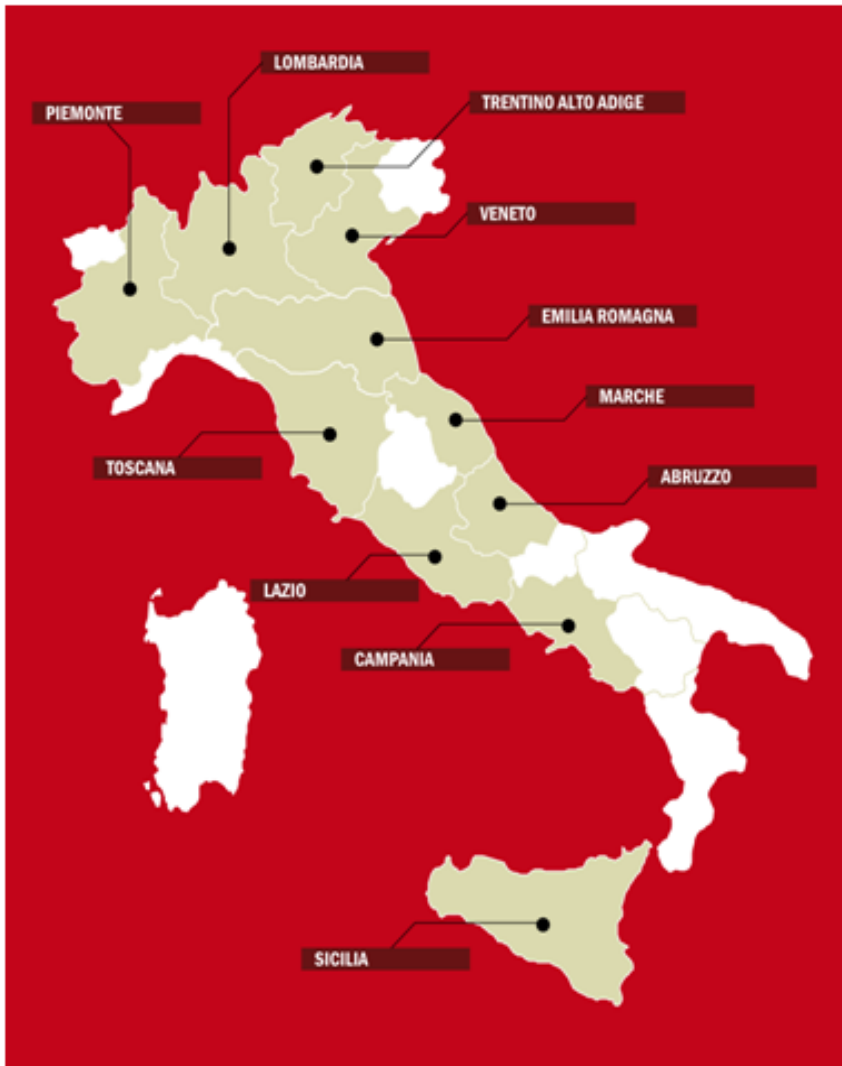 LOMBARDIA
TRENTINO ALTO ADIGE
PIEMONTE
VENETO
EMILIA ROMAGNA
MARCHE
TOSCANA
ABRUZZO
LAZIO
CAMPANIA
SICILIA